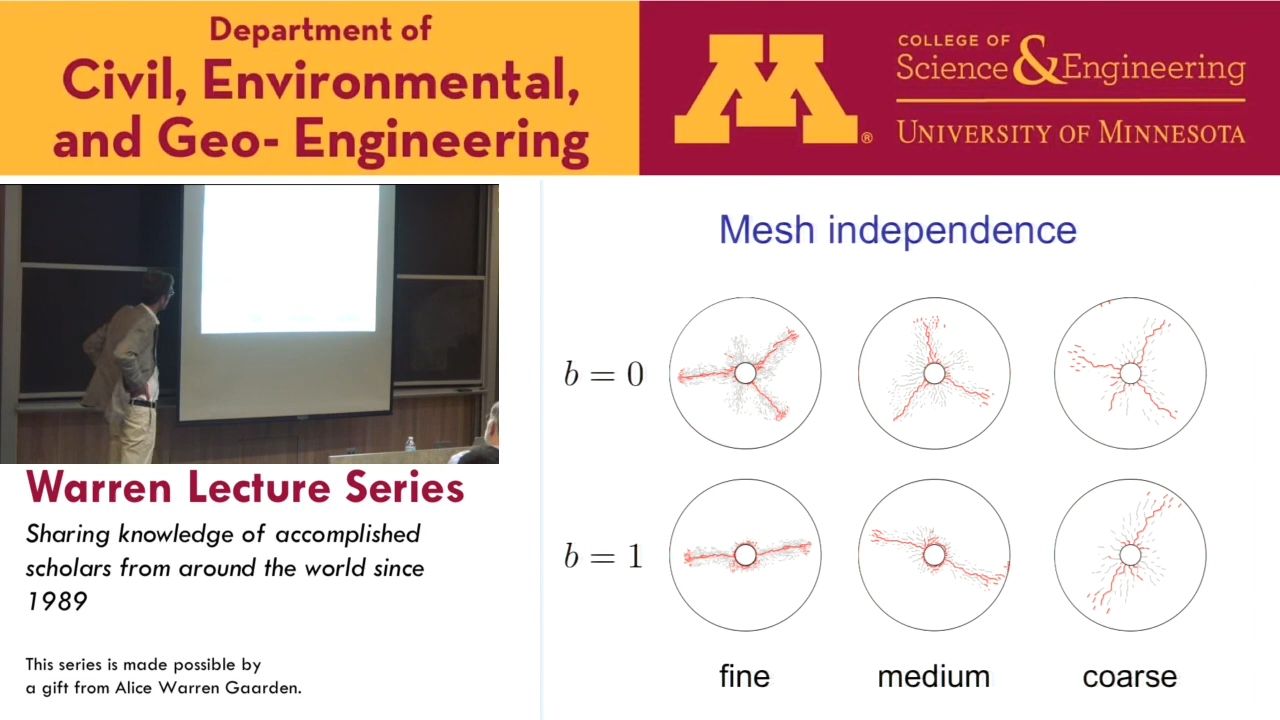 Department of
Civil, Environmental,
and Geo- Engineering
M®
COLLEGE OF
Science & Engineering
UNIVERSITY OF MINNESOTA
Warren Lecture Series
Sharing knowledge of accomplished
scholars from around the world since
1989
This series is made possible by
a gift from Alice Warren Gaarden.
Mesh independence
b = 0
b = 1
fine medium coarse